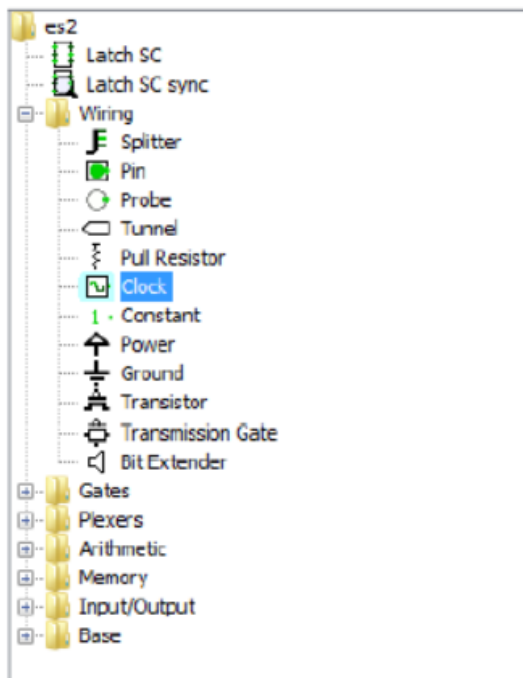 es2
Latch SC
Latch SC sync
Wiring
Splitter
Pin
Probe
Tunnel
Pull Resistor
Clock
1 Constant
Power
Ground
Transistor
Transmission Gate
Bit Extender
Gates
Plexers
Arithmetic
Memory
Input/Output
Base